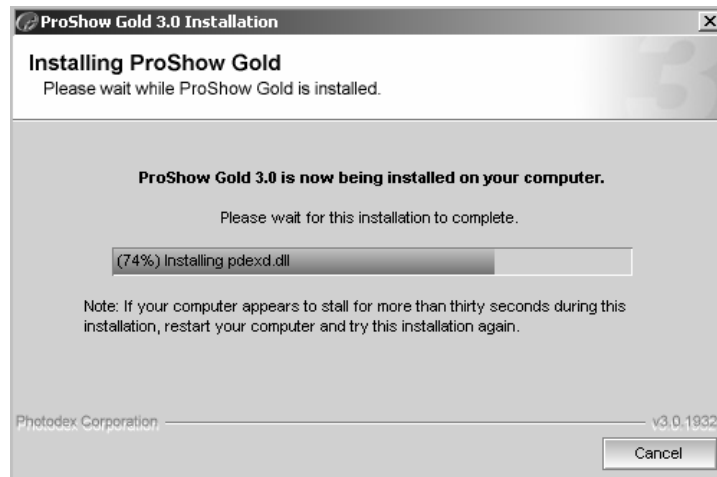 ProShow Gold 3.0 Installation
Installing ProShow Gold
Please wait while ProShow Gold is installed.
ProShow Gold 3.0 is now being installed on your computer.
Please wait for this installation to complete.
(74%) Installing pdexd.dll
Note: If your computer appears to stall for more than thirty seconds during this
installation, restart your computer and try this installation again.
Photodex Corporation
v3.0.1932
Cancel